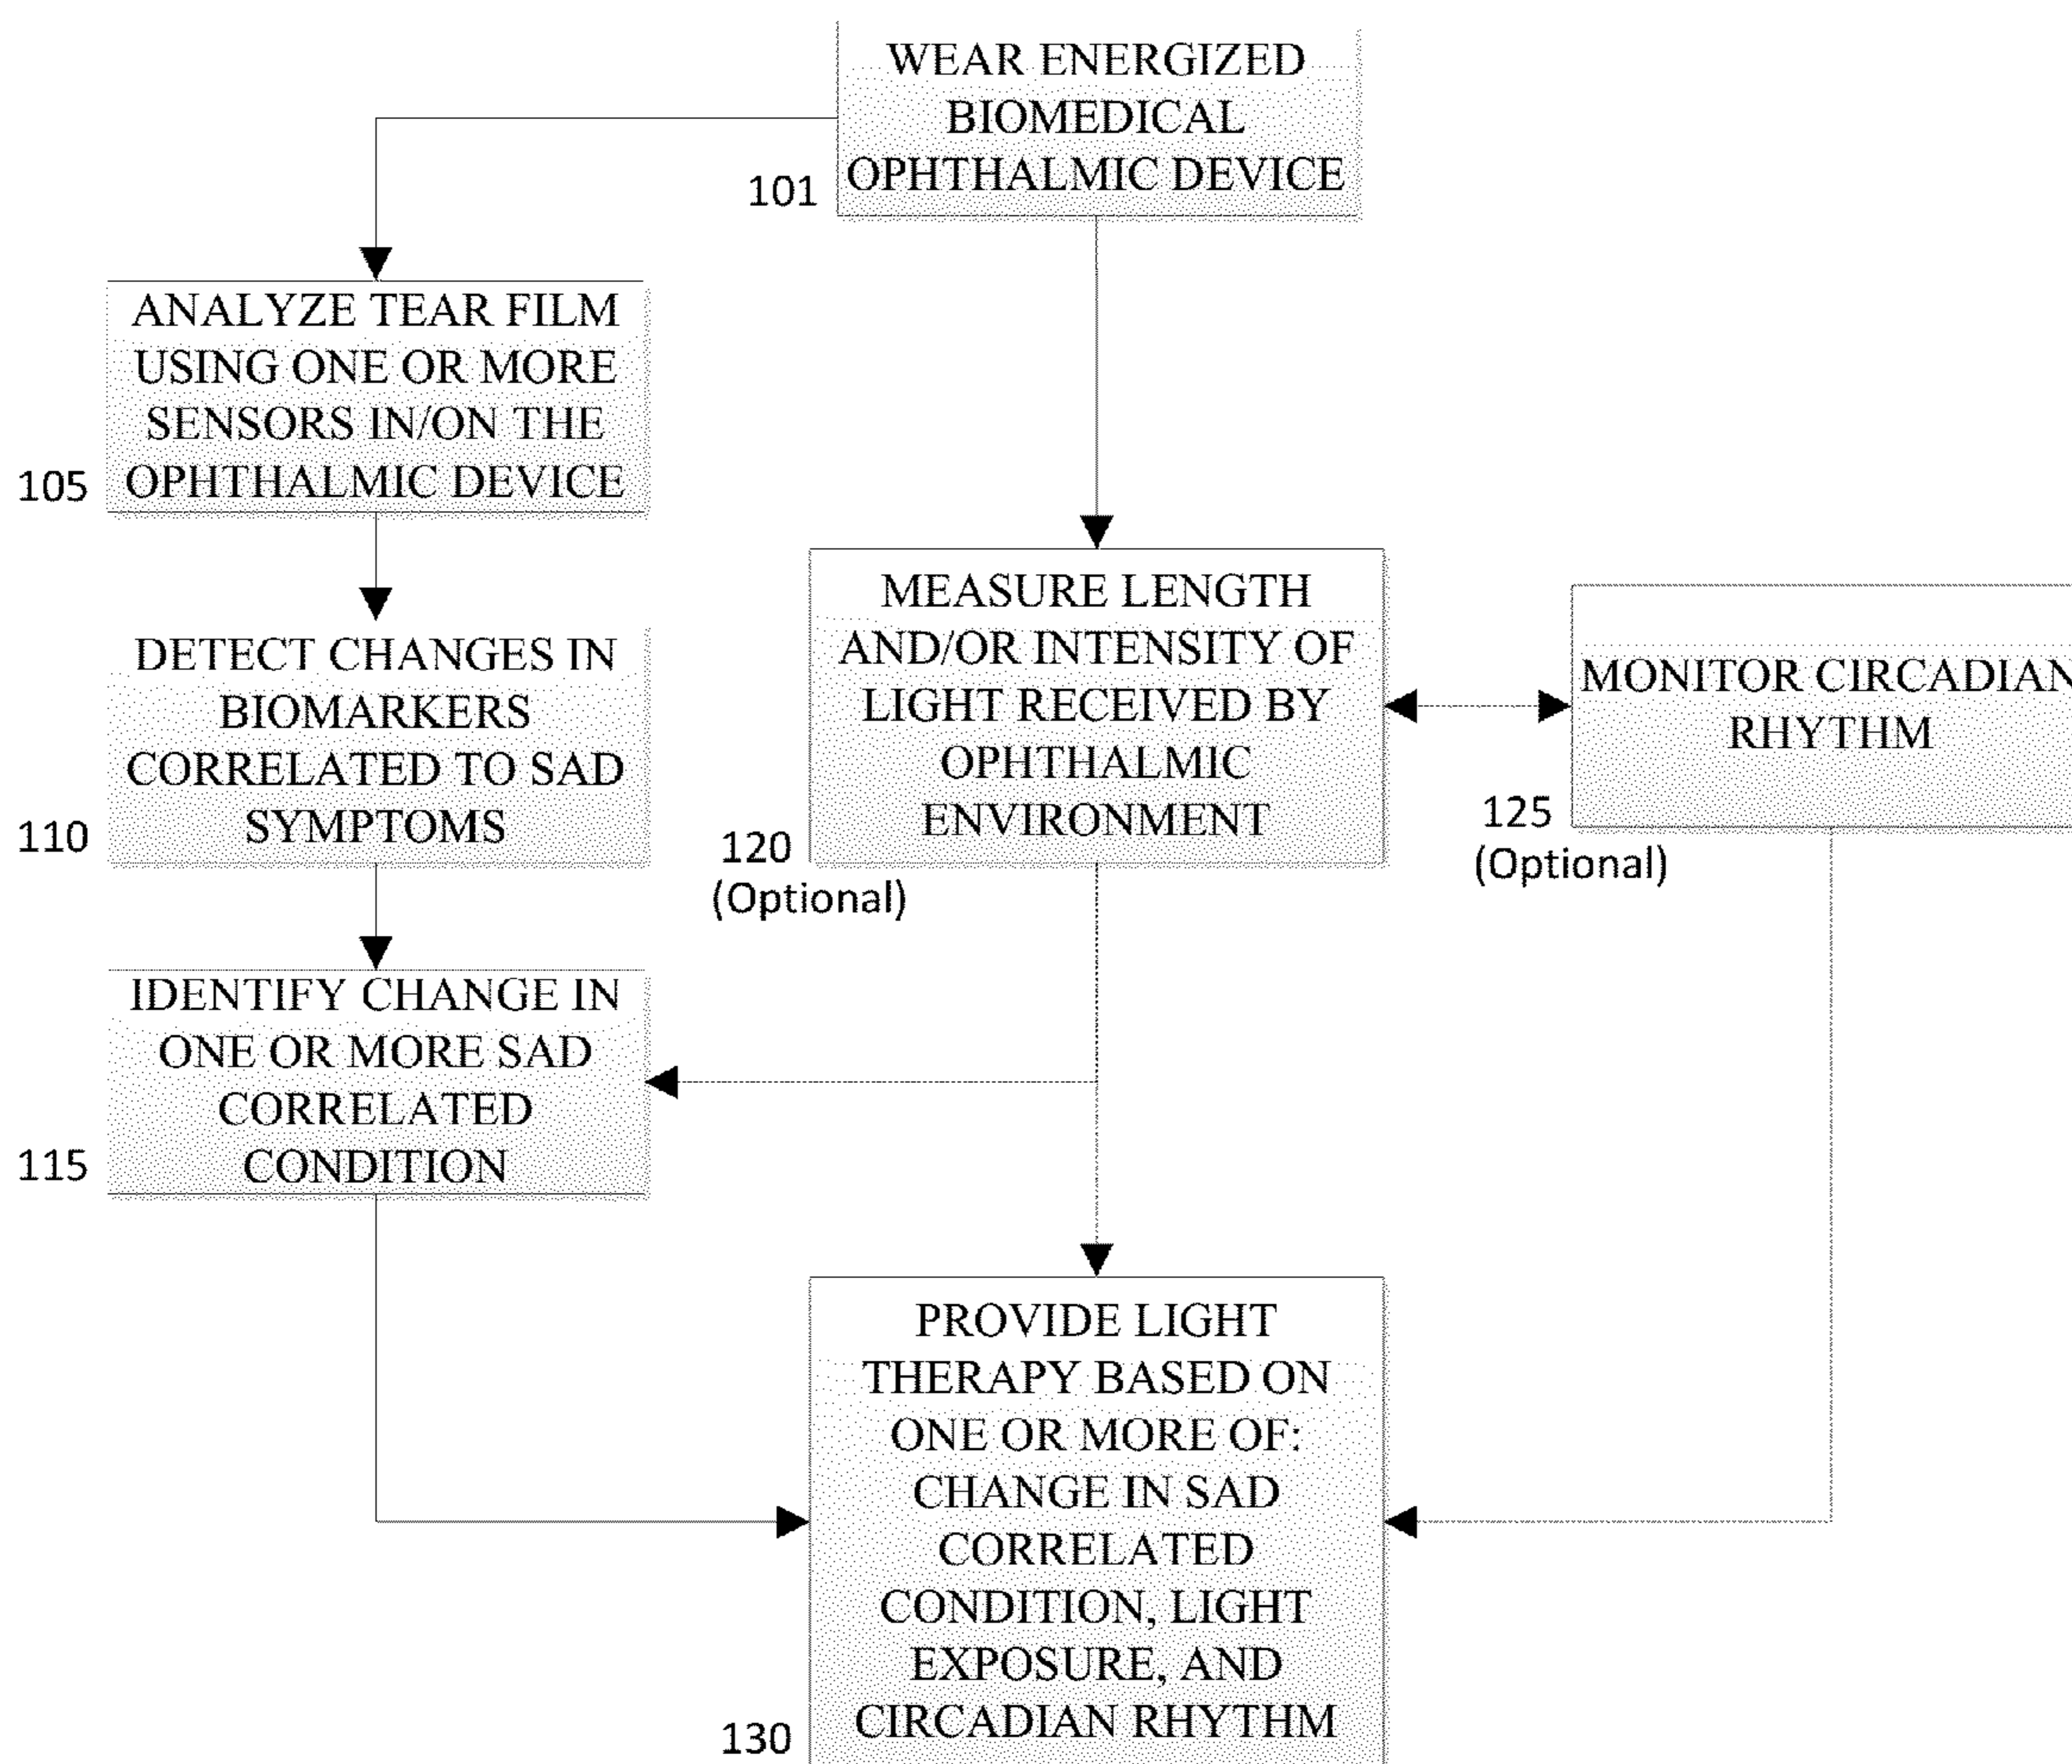 WEAR ENERGIZED
BIOMEDICAL
OPHTHALMIC DEVICE
101
ANALYZE TEAR FILM
USING ONE OR MORE
SENSORS IN/ON THE
OPHTHALMIC DEVICE
105
DETECT CHANGES IN
BIOMARKERS
CORRELATED TO SAD
SYMPTOMS
110
IDENTIFY CHANGE IN
ONE OR MORE SAD
CORRELATED
CONDITION
115
MEASURE LENGTH
AND/OR INTENSITY OF
LIGHT RECEIVED BY
OPHTHALMIC
ENVIRONMENT
120
(Optional)
MONITOR CIRCADIAN
RHYTHM
125
(Optional)
PROVIDE LIGHT
THERAPY BASED ON
ONE OR MORE OF:
CHANGE IN SAD
CORRELATED
CONDITION, LIGHT
EXPOSURE, AND
CIRCADIAN RHYTHM
130